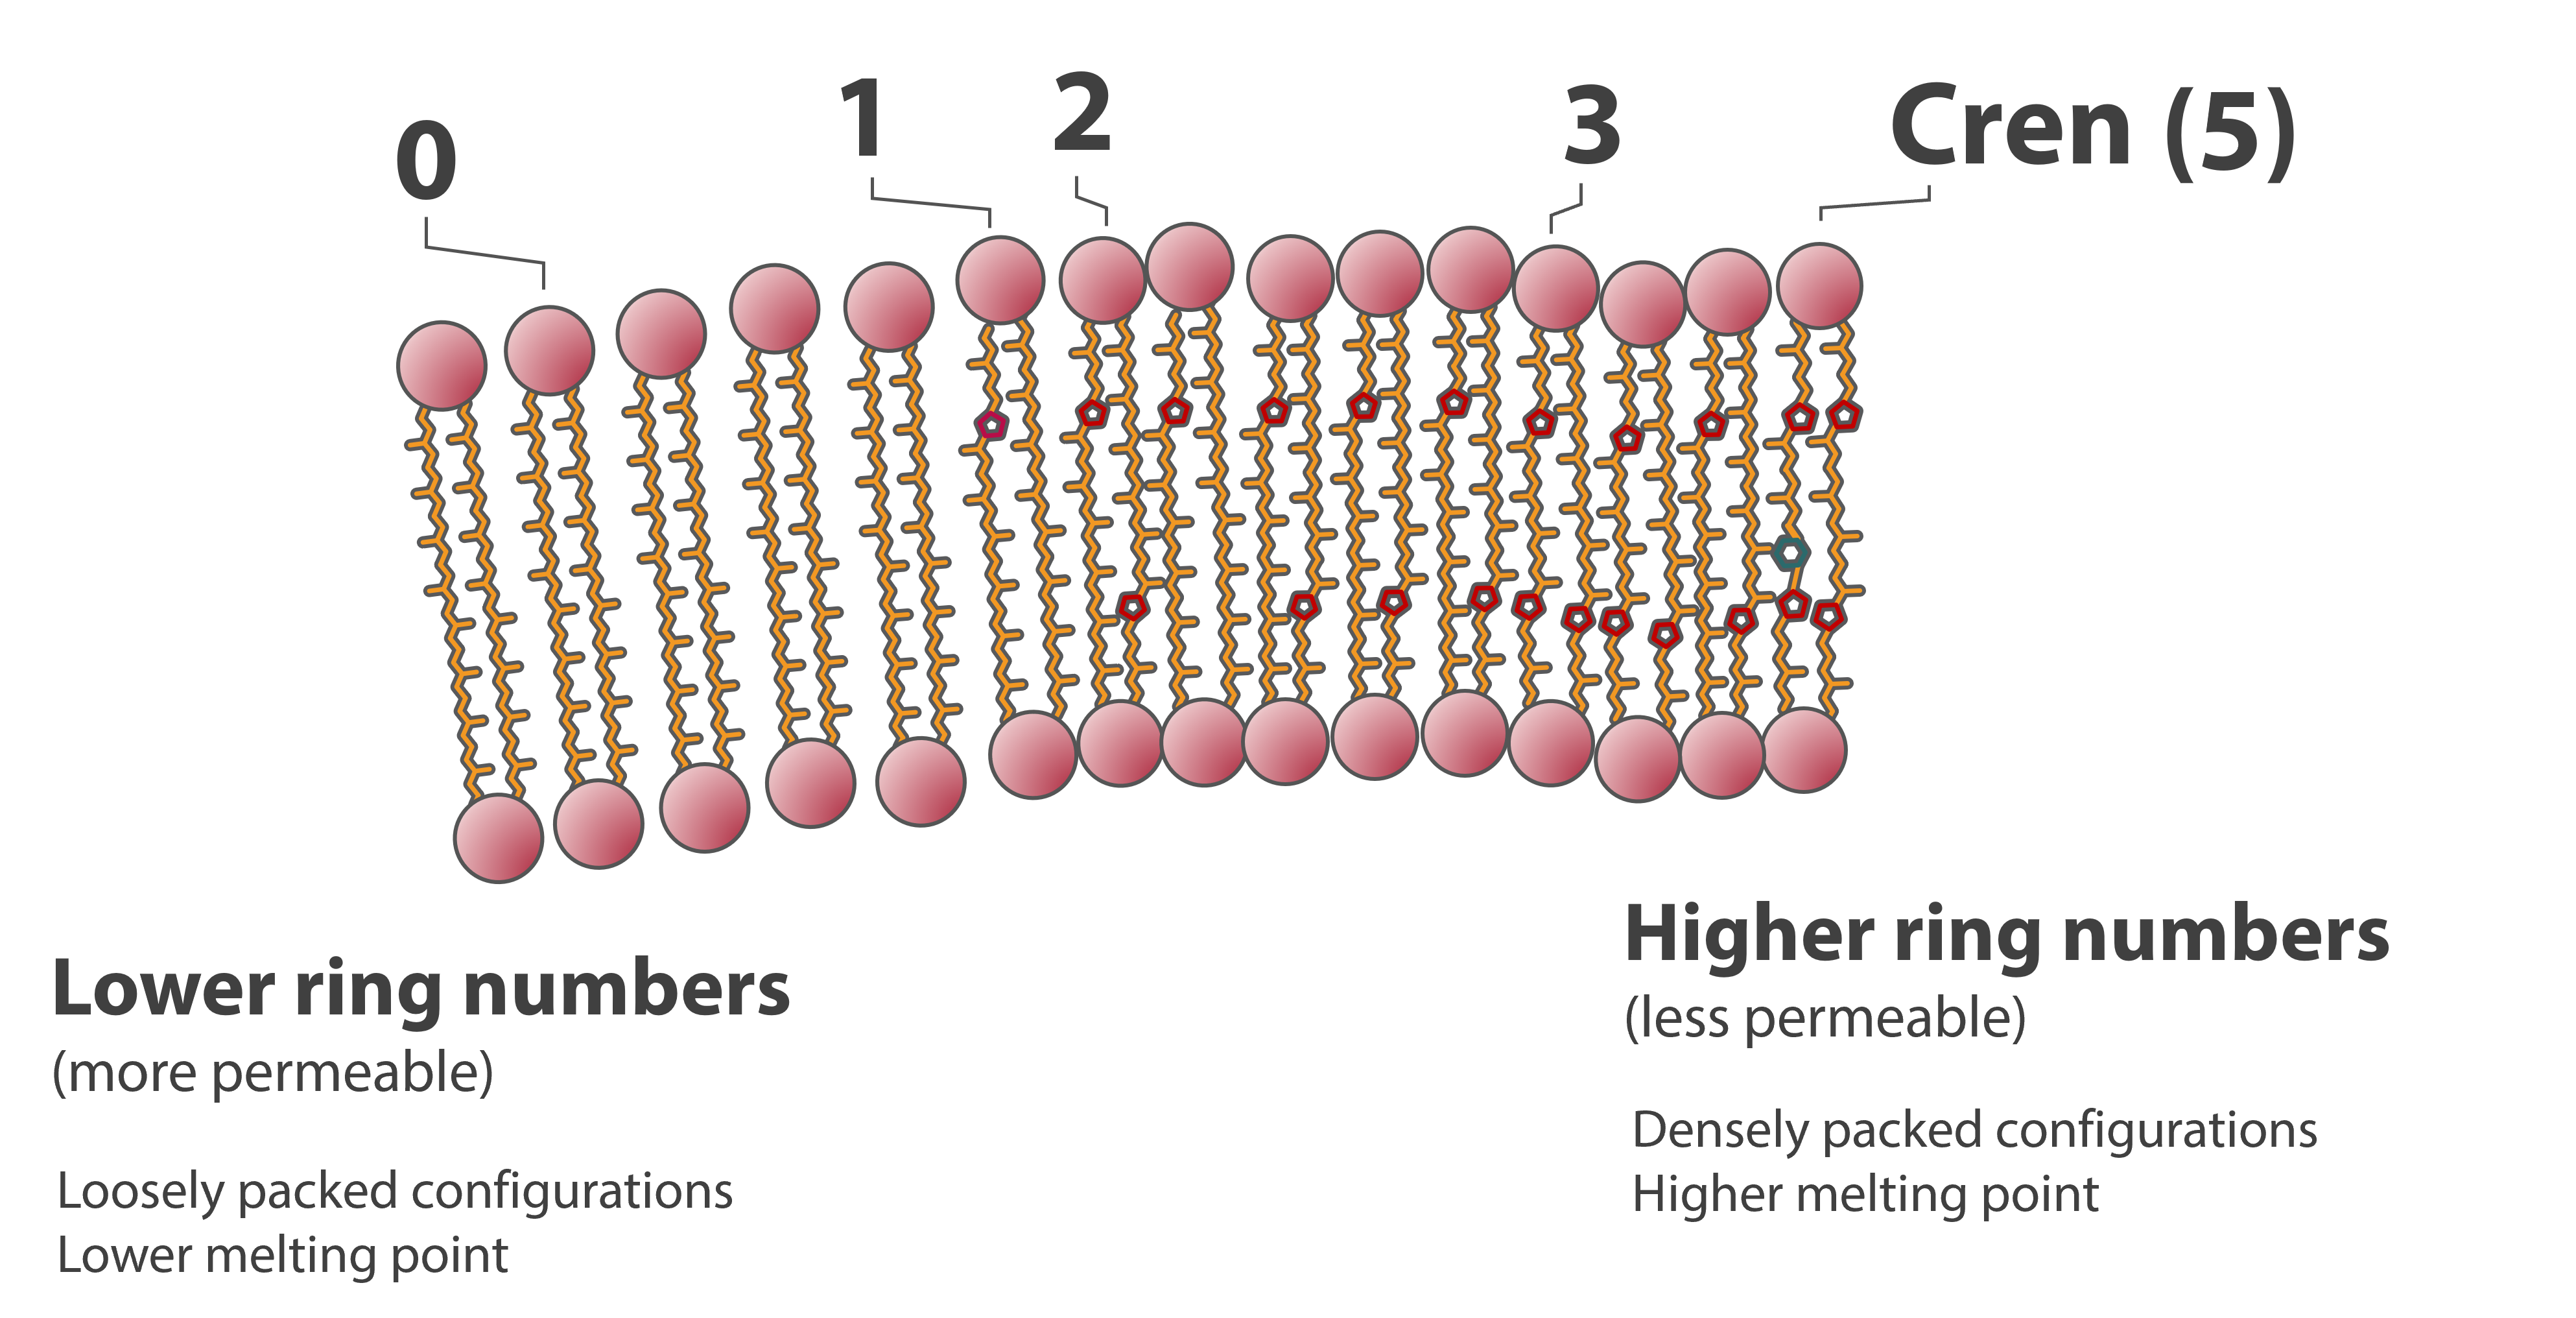 0
1
2
3
Cren (5)
Lower ring numbers
(more permeable)
Loosely packed configurations
Lower melting point
Higher ring numbers
(less permeable)
Densely packed configurations
Higher melting point